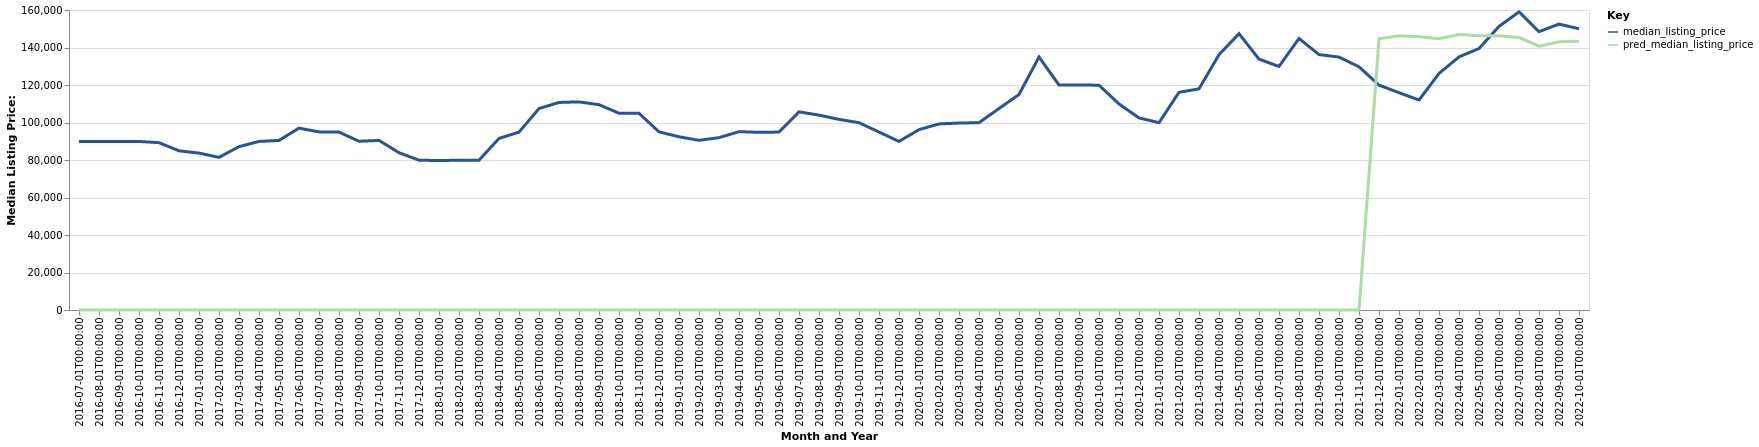 160,000
140,000
120,000
100,000
80,000
60,000
40,000
20,000
0
Median Listing Price:
2016-07-01T00:00:00
2016-08-01T00:00:00
2016-09-01T00:00:00
2016-10-01T00:00:00
2016-11-01T00:00:00
2016-12-01T00:00:00
2017-01-01T00:00:00
2017-02-01T00:00:00
2017-03-01T00:00:00
2017-04-01T00:00:00
2017-05-01T00:00:00
2017-06-01T00:00:00
2017-07-01T00:00:00
2017-08-01T00:00:00
2017-09-01T00:00:00
2017-10-01T00:00:00
2017-11-01T00:00:00
2017-12-01T00:00:00
2018-01-01T00:00:00
2018-02-01T00:00:00
2018-03-01T00:00:00
2018-04-01T00:00:00
2018-05-01T00:00:00
2018-06-01T00:00:00
2018-07-01T00:00:00
2018-08-01T00:00:00
2018-09-01T00:00:00
2018-10-01T00:00:00
2018-11-01T00:00:00
2018-12-01T00:00:00
2019-01-01T00:00:00
2019-02-01T00:00:00
2019-03-01T00:00:00
2019-04-01T00:00:00
2019-05-01T00:00:00
2019-06-01T00:00:00
2019-07-01T00:00:00
2019-08-01T00:00:00
2019-09-01T00:00:00
2019-10-01T00:00:00
2019-11-01T00:00:00
2019-12-01T00:00:00
2020-01-01T00:00:00
2020-02-01T00:00:00
2020-03-01T00:00:00
2020-04-01T00:00:00
2020-05-01T00:00:00
2020-06-01T00:00:00
2020-07-01T00:00:00
2020-08-01T00:00:00
2020-09-01T00:00:00
2020-10-01T00:00:00
2020-11-01T00:00:00
2020-12-01T00:00:00
2021-01-01T00:00:00
2021-02-01T00:00:00
2021-03-01T00:00:00
2021-04-01T00:00:00
2021-05-01T00:00:00
2021-06-01T00:00:00
2021-07-01T00:00:00
2021-08-01T00:00:00
2021-09-01T00:00:00
2021-10-01T00:00:00
2021-11-01T00:00:00
2021-12-01T00:00:00
2022-01-01T00:00:00
2022-02-01T00:00:00
2022-03-01T00:00:00
2022-04-01T00:00:00
2022-05-01T00:00:00
2022-06-01T00:00:00
2022-07-01T00:00:00
2022-08-01T00:00:00
2022-09-01T00:00:00
2022-10-01T00:00:00
Month and Year
Key
median_listing_price
pred_median_listing_price